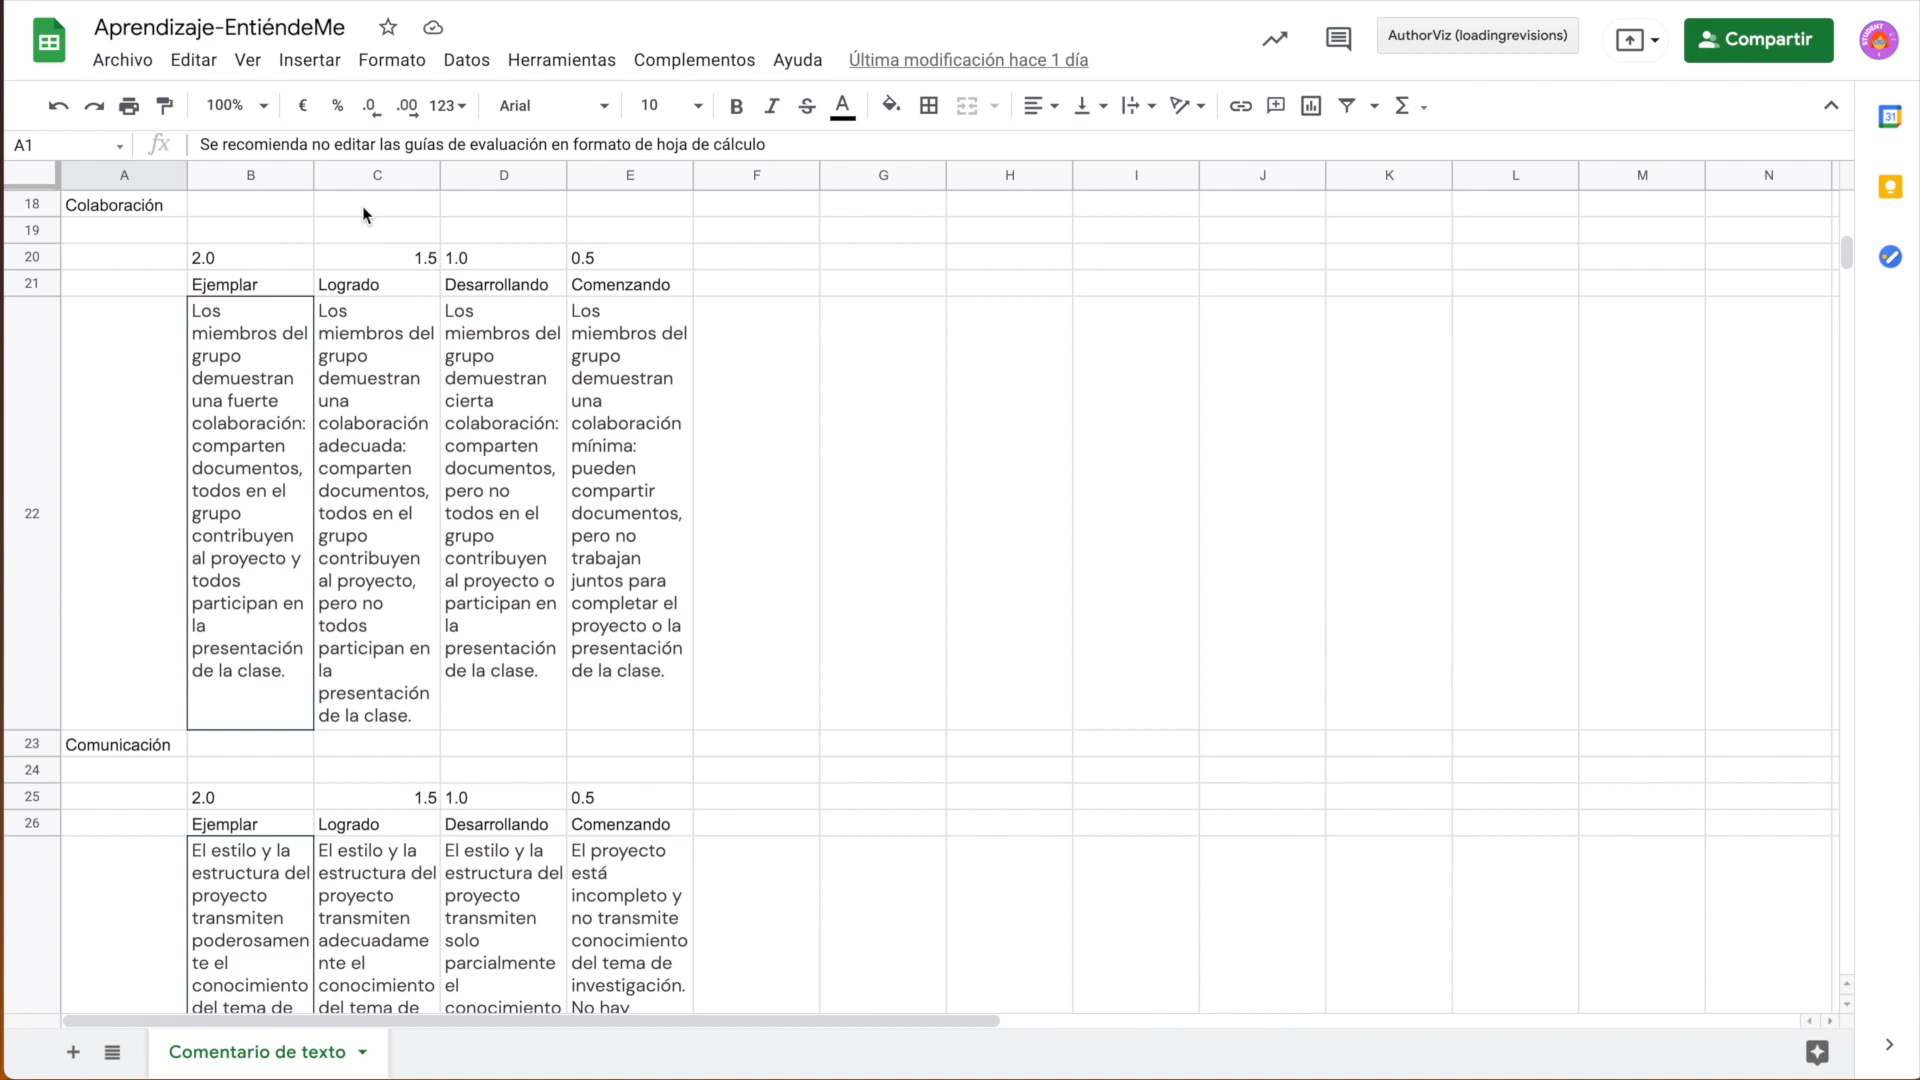 Aprendizaje-EntiéndeMe
Archivo Editar Ver Insertar Formato Datos Herramientas Complementos Ayuda Última modificación hace 1 día
AuthorViz (loadingrevisions)
Compartir
100% € % .0 .00 123 Arial 10 B I S A
A1 fx Se recomienda no editar las guías de evaluación en formato de hoja de cálculo
31
A B C D E F G H I J K L M N
18 Colaboración
19
20 2.0 1.5 1.0 0.5
21 Ejemplar Logrado Desarrollando Comenzando
22
Los
miembros del
grupo
demuestran
una fuerte
colaboración:
comparten
documentos,
todos en el
grupo
contribuyen
al proyecto y
todos
participan en
la
presentación
de la clase.
Los
miembros del
grupo
demuestran
una
colaboración
adecuada:
comparten
documentos,
todos en el
grupo
contribuyen
al proyecto,
pero no
todos
participan en
la
presentación
de la clase.
Los
miembros del
grupo
demuestran
cierta
colaboración:
comparten
documentos,
pero no
todos en el
grupo
contribuyen
al proyecto o
participan en
la
presentación
de la clase.
Los
miembros del
grupo
demuestran
una
colaboración
mínima:
pueden
compartir
documentos,
pero no
trabajan
juntos para
completar el
proyecto o la
presentación
de la clase.
23 Comunicación
24
25 2.0 1.5 1.0 0.5
26 Ejemplar Logrado Desarrollando Comenzando
El estilo y la
estructura del
proyecto
transmiten
poderosamen
te el
conocimiento
del tema de
El estilo y la
estructura del
proyecto
transmiten
adecuadame
nte el
conocimiento
del tema de
El estilo y la
estructura del
proyecto
transmiten
solo
parcialmente
el
conocimiento
El proyecto
está
incompleto y
no transmite
conocimiento
del tema de
investigación.
No hay
Comentario de texto